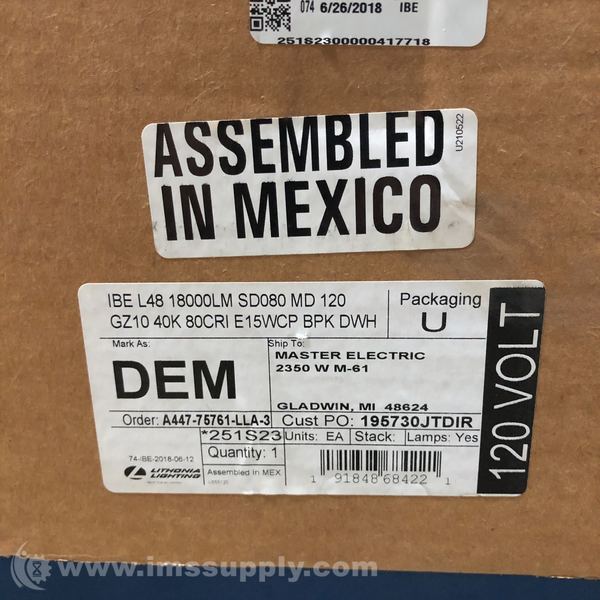 074 6/26/2018 IBE
251S2300000417718
ASSEMBLED
IN MEXICO
U210522
IBE L48 18000LM SD080 MD 120
GZ10 40K 80CRI E15WCP BPK DWH
Packaging
U
120 VOLT
Mark As:
DEM
Ship To:
MASTER ELECTRIC
2350 W M-61
GLADWIN, MI 48624
Order: A447-75761-LLA-3
Cust PO: 195730JTDIR
*251S23
Units: EA
Stack:
Lamps: Yes
74-IBE-2018-06-12
Quantity: 1
LITHONIA
LIGHTING
Assembled In MEX
1 91848 68422 1
© www.imssupply.com